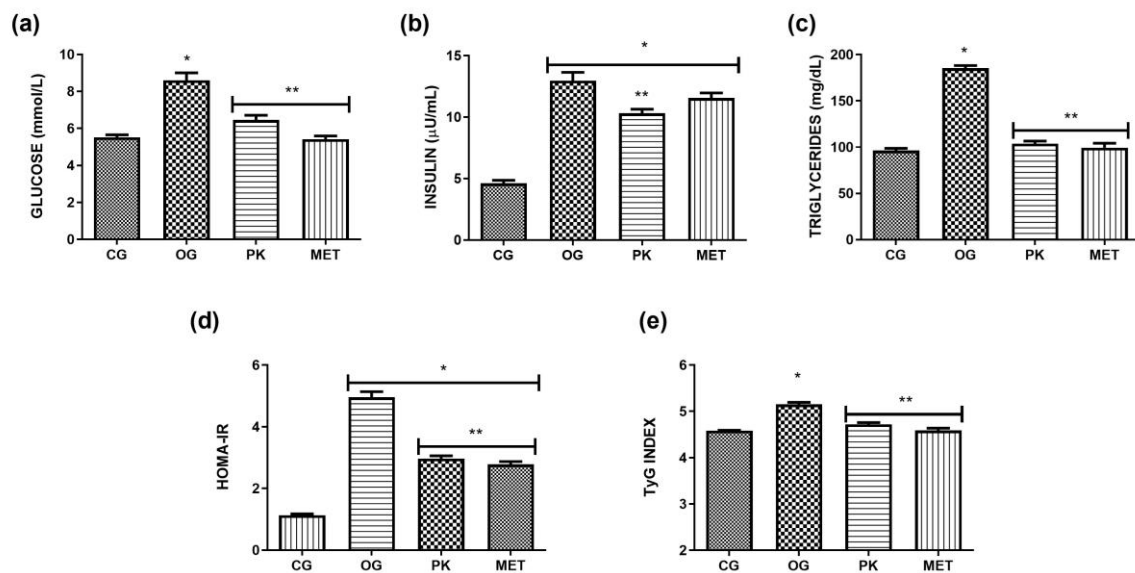 (a)
GLUCOSE (mmol/L)
10
8
6
4
2
0
*
**
CG OG PK MET
(b)
INSULIN (µU/mL)
15
10
5
0
*
**
CG OG PK MET
(c)
TRIGLYCERIDES (mg/dL)
200
150
100
50
0
*
**
CG OG PK MET
(d)
HOMA-IR
6
4
2
0
*
**
CG OG PK MET
(e)
TyG INDEX
6
5
4
3
2
*
**
CG OG PK MET